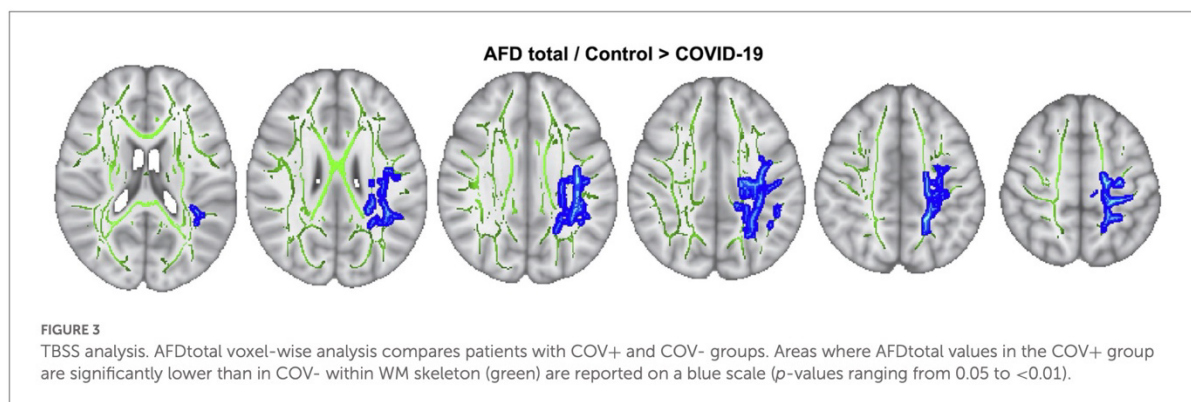 AFD total / Control > COVID-19
FIGURE 3
TBSS analysis. AFDtotal voxel-wise analysis compares patients with COV+ and COV- groups. Areas where AFDtotal values in the COV+ group
are significantly lower than in COV- within WM skeleton (green) are reported on a blue scale (p-values ranging from 0.05 to <0.01).